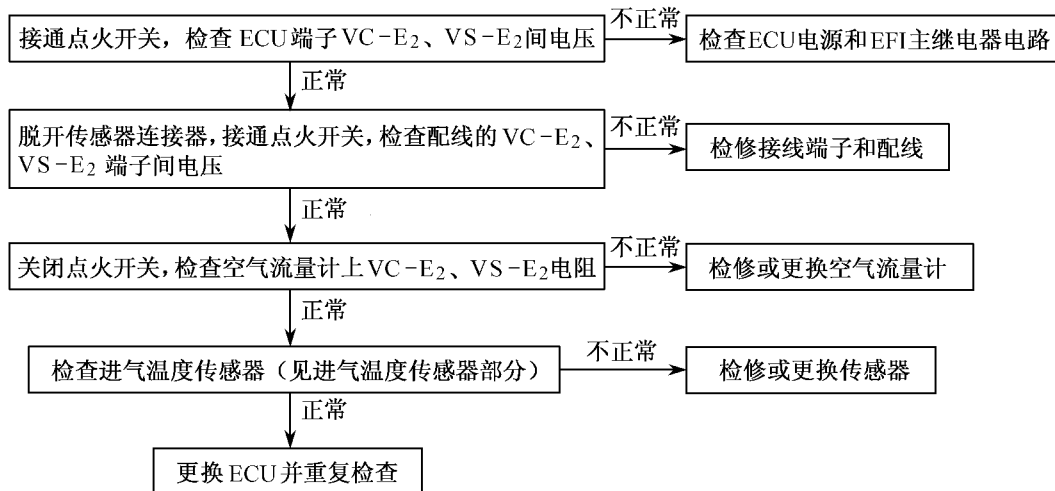 接通点火开关，检查ECU端子VC-E₂、VS-E₂间电压
不正常
检查ECU电源和EFI主继电器电路
正常
脱开传感器连接器，接通点火开关，检查配线的VC-E₂、
VS-E₂端子间电压
不正常
检修接线端子和配线
正常
关闭点火开关，检查空气流量计上VC-E₂、VS-E₂电阻
不正常
检修或更换空气流量计
正常
检查进气温度传感器（见进气温度传感器部分）
不正常
检修或更换传感器
正常
更换ECU并重复检查